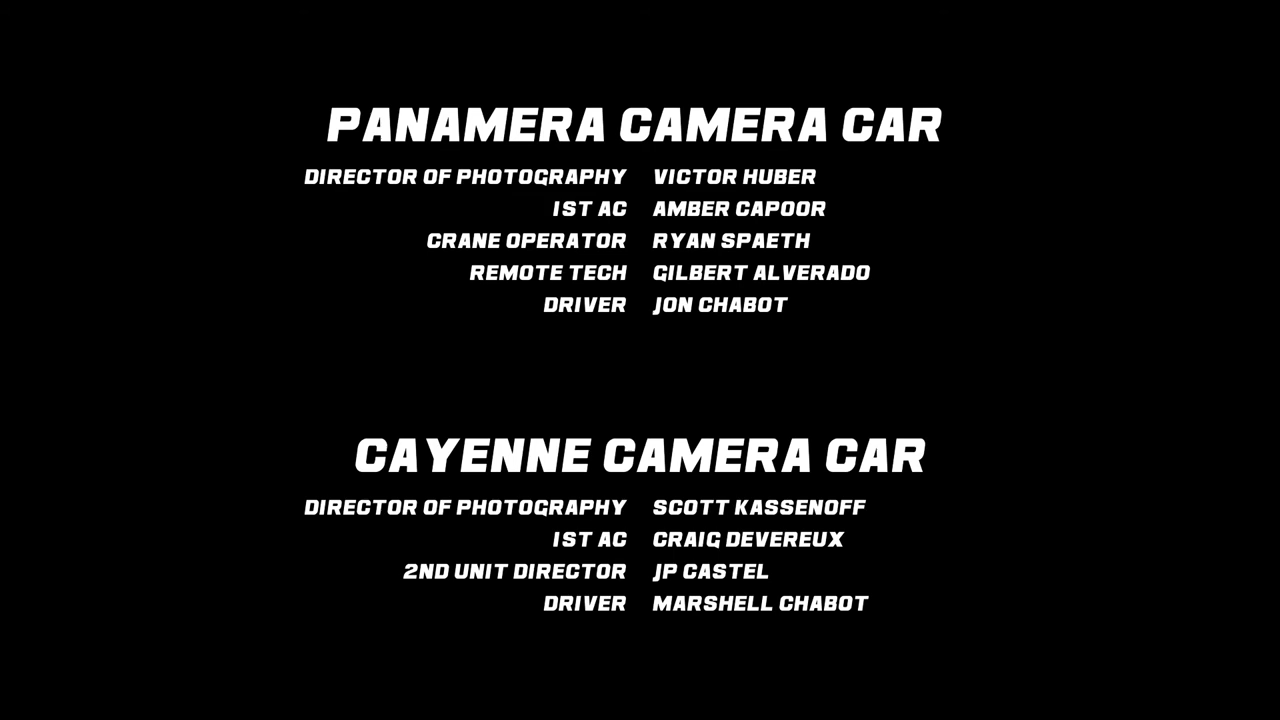 PANAMERA CAMERA CAR
DIRECTOR OF PHOTOGRAPHY VICTOR HUBER
1ST AC AMBER CAPOOR
CRANE OPERATOR RYAN SPAETH
REMOTE TECH GILBERT ALVERADO
DRIVER JON CHABOT
CAYENNE CAMERA CAR
DIRECTOR OF PHOTOGRAPHY SCOTT KASSENOFF
1ST AC CRAIG DEVEREUX
2ND UNIT DIRECTOR JP CASTEL
DRIVER MARSHELL CHABOT